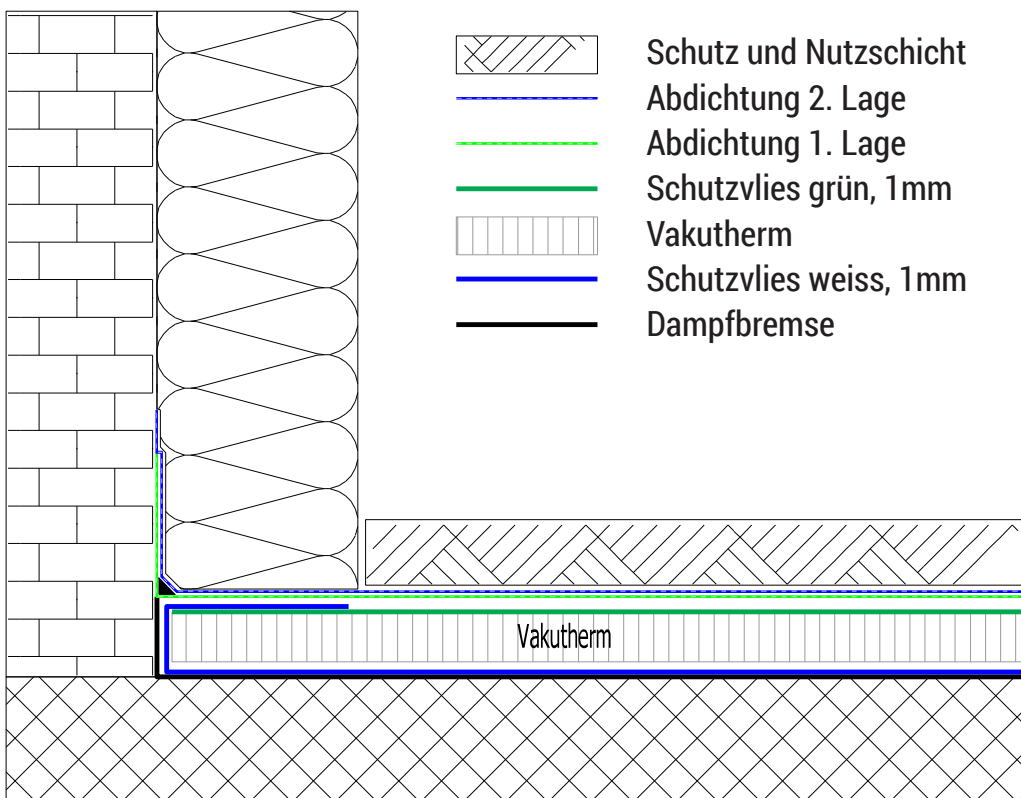 Schutz und Nutzschicht
Abdichtung 2. Lage
Abdichtung 1. Lage
Schutzvlies grün, 1mm
Vakutherm
Schutzvlies weiss, 1mm
Dampfbremse
Vakutherm